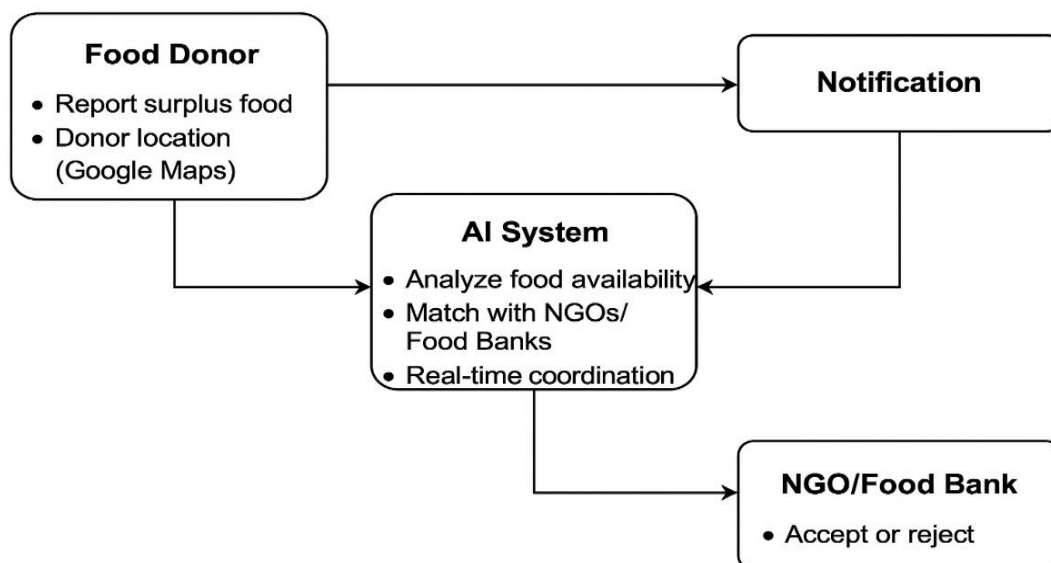 Food Donor
• Report surplus food
• Donor location
(Google Maps)
Notification
AI System
• Analyze food availability
• Match with NGOs/
Food Banks
• Real-time coordination
NGO/Food Bank
• Accept or reject